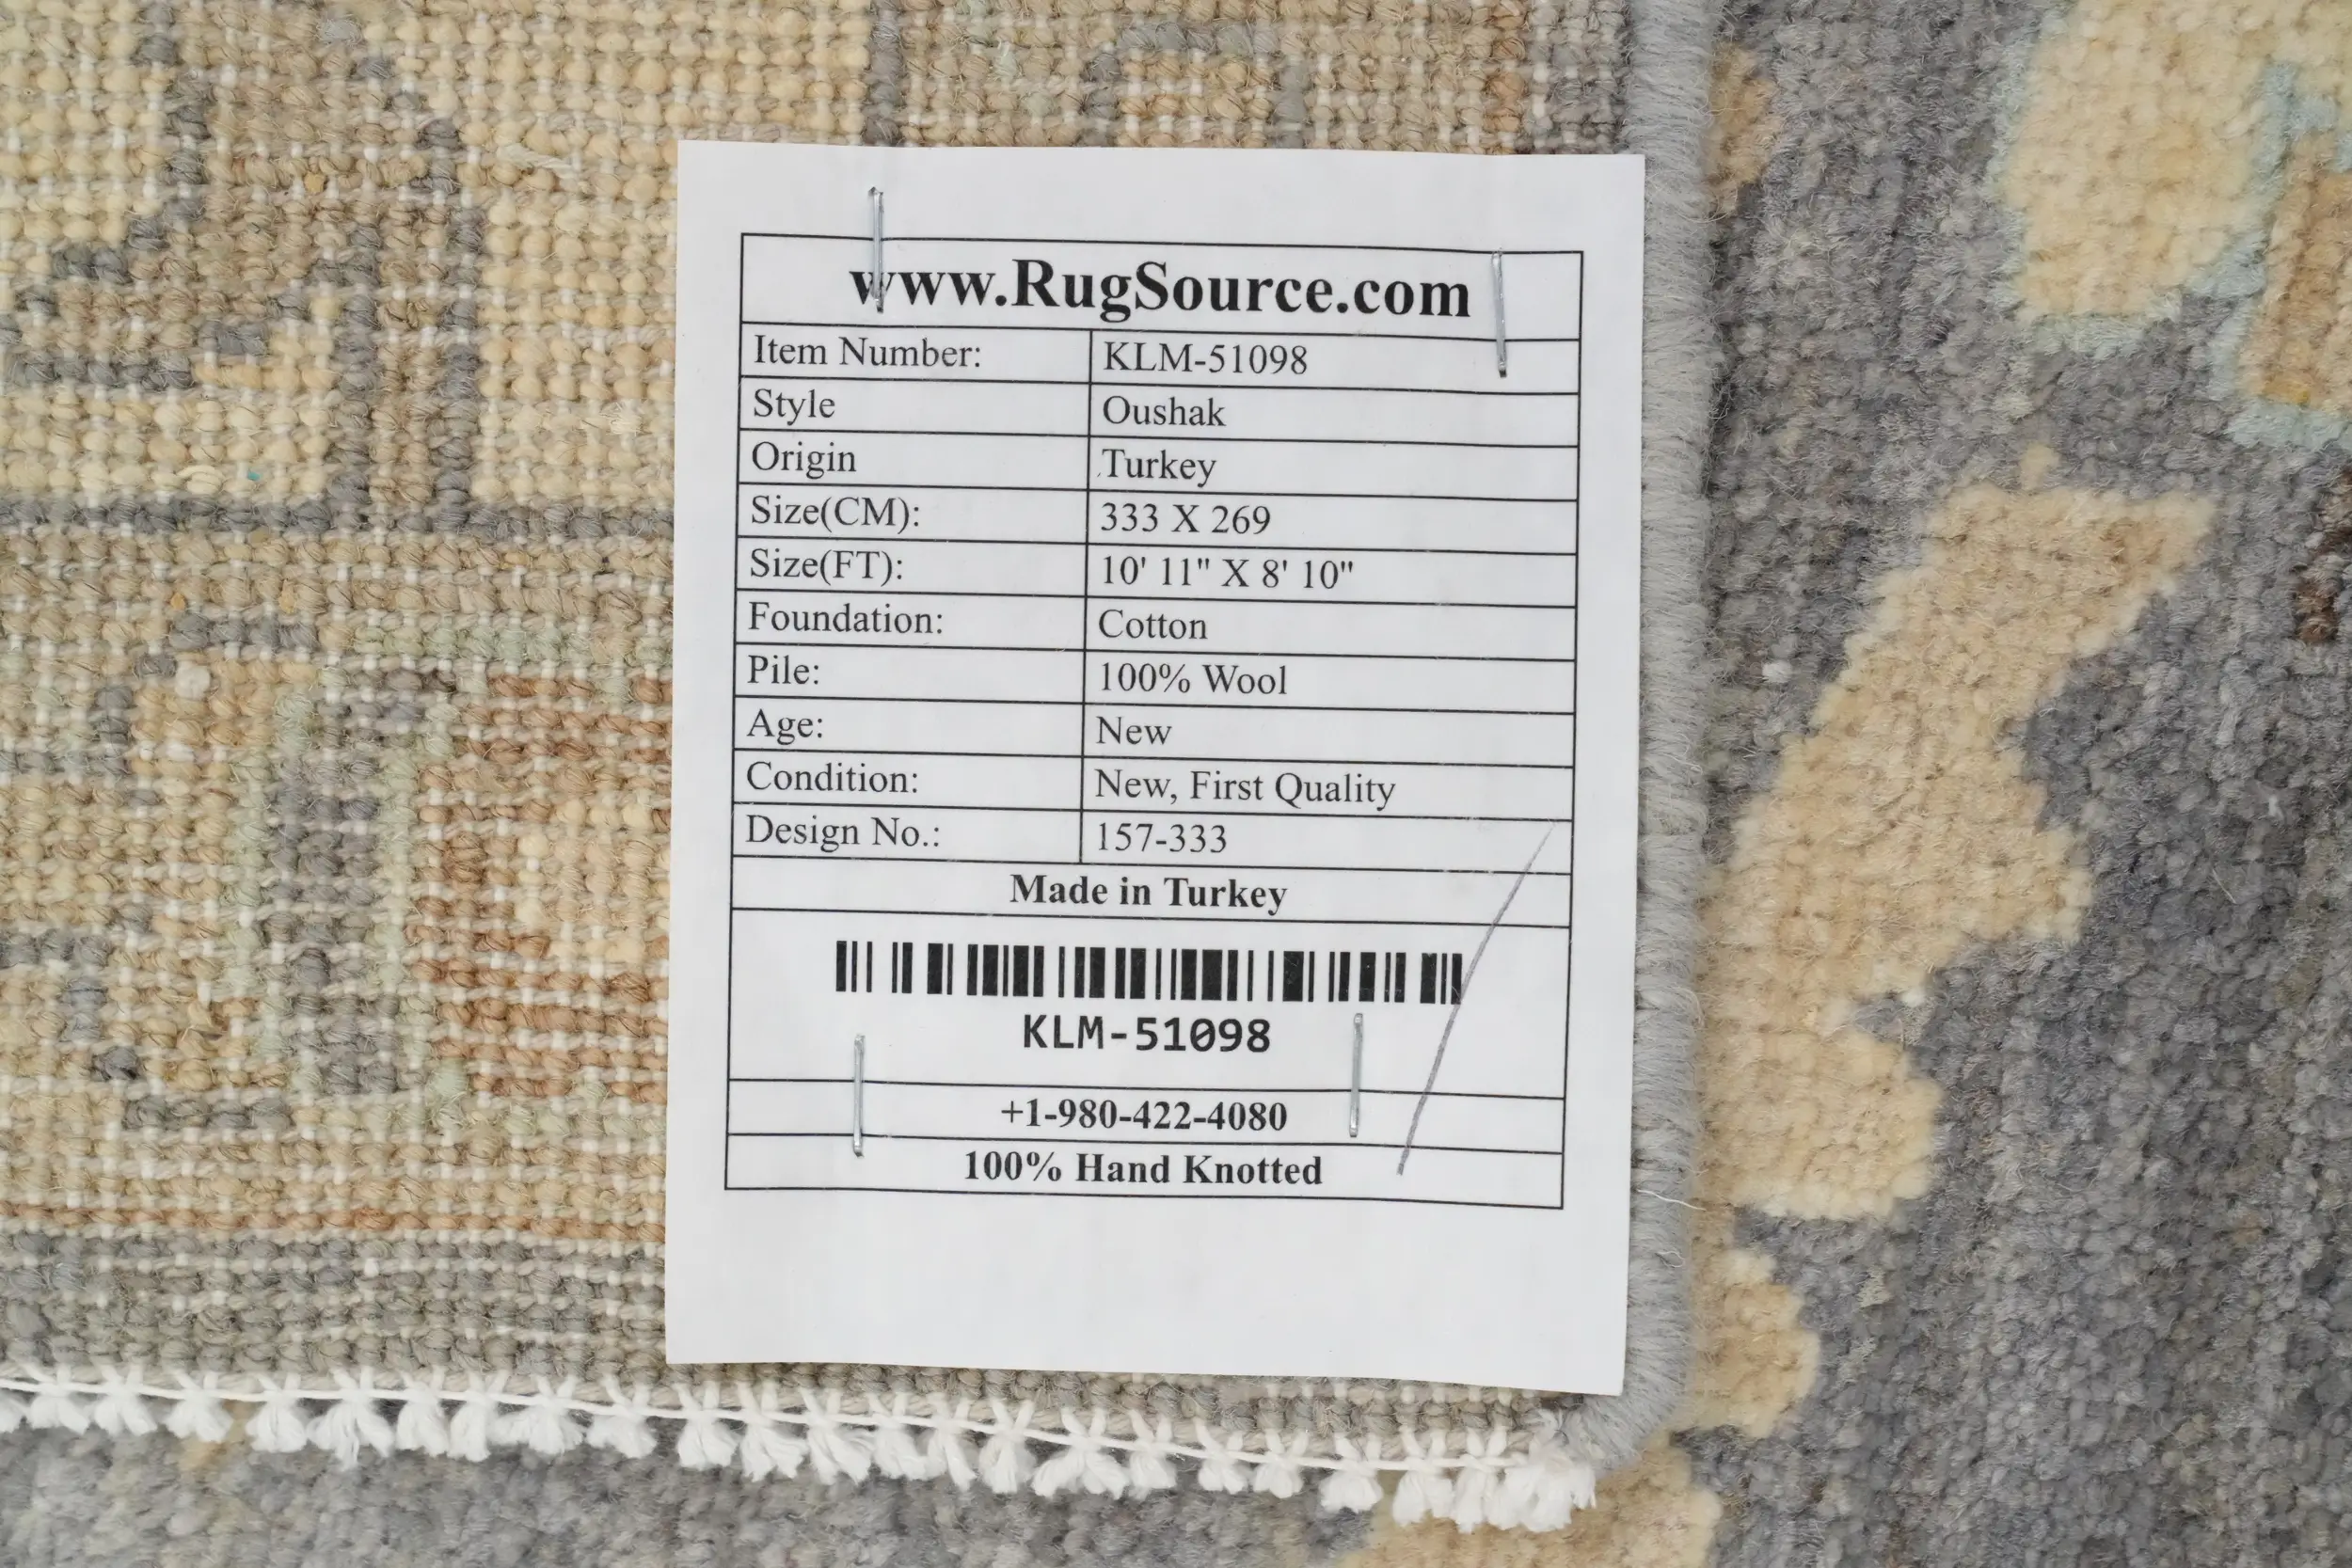 www.RugSource.com
Item Number: KLM-51098
Style Oushak
Origin Turkey
Size(CM): 333 X 269
Size(FT): 10' 11" X 8' 10"
Foundation: Cotton
Pile: 100% Wool
Age: New
Condition: New, First Quality
Design No.: 157-333
Made in Turkey
KLM-51098
+1-980-422-4080
100% Hand Knotted